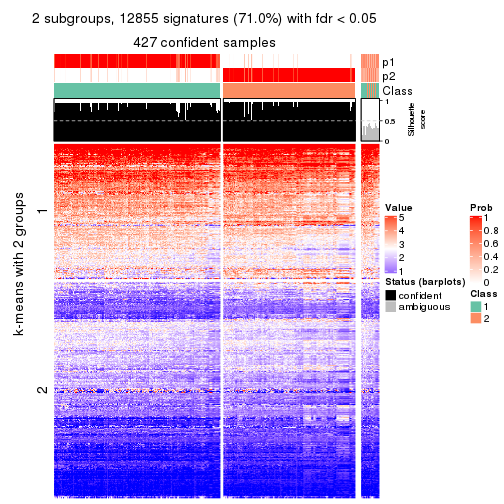 2 subgroups, 12855 signatures (71.0%) with fdr < 0.05
427 confident samples
p1
p2
Class
1
0.5
0
Silhouette
score
k-means with 2 groups
1
2
Value
5
4
3
2
1
Prob
1
0.8
0.6
0.4
0.2
0
Status (barplots)
confident
ambiguous
Class
1
2